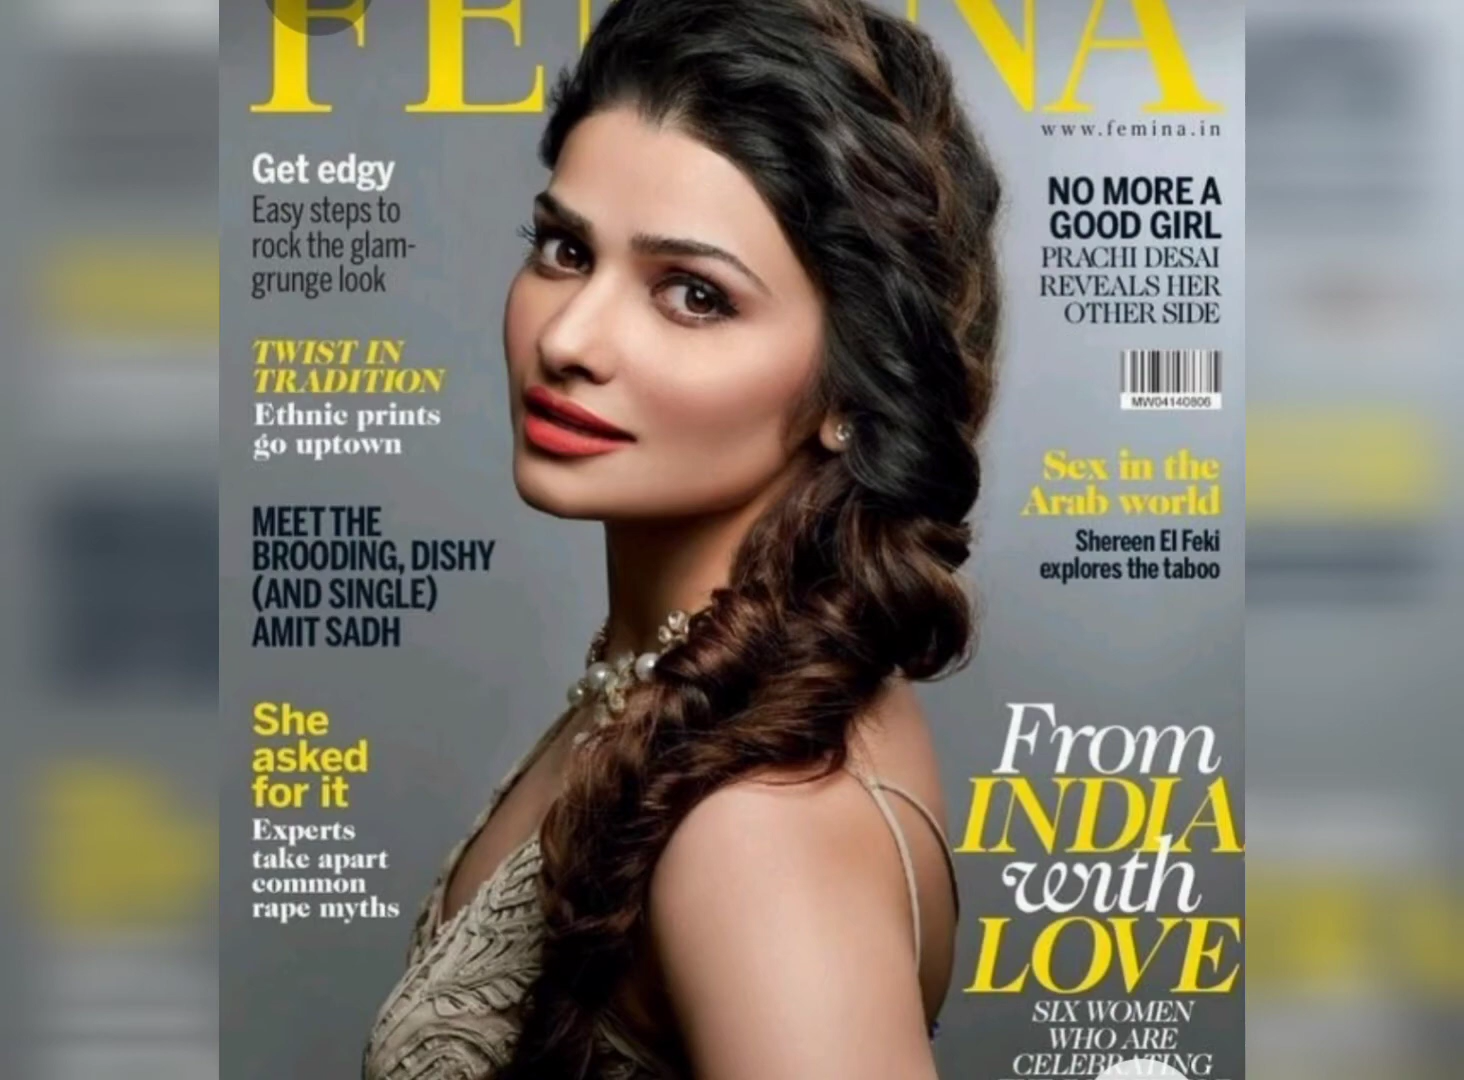 FEMINA
www.femina.in
Get edgy
Easy steps to
rock the glam-
grunge look
TWIST IN
TRADITION
Ethnic prints
go uptown
MEET THE
BROODING, DISHY
(AND SINGLE)
AMIT SADH
She
asked
for it
Experts
take apart
common
rape myths
NO MORE A
GOOD GIRL
PRACHI DESAI
REVEALS HER
OTHER SIDE
MW04140806
Sex in the
Arab world
Shereen El Feki
explores the taboo
From
INDIA
with
LOVE
SIX WOMEN
WHO ARE
CELEBRATING